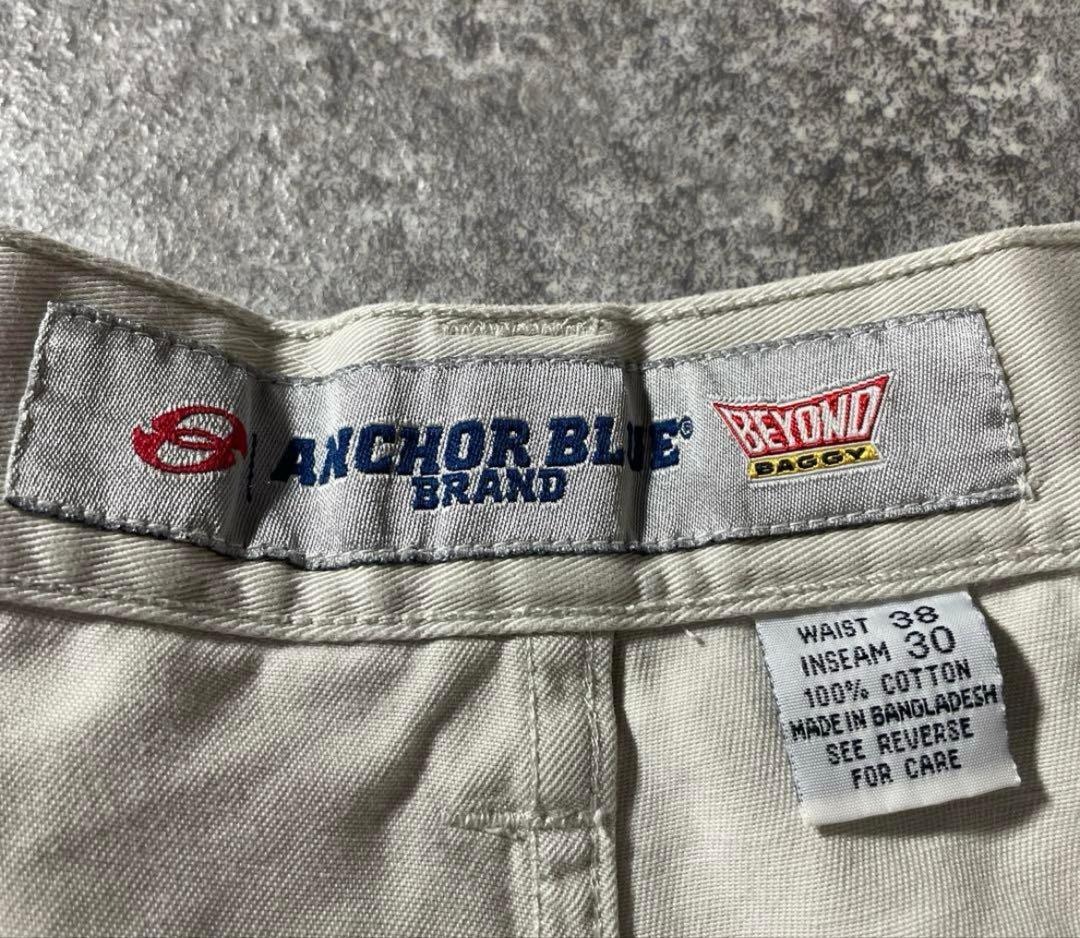 ANCHOR BLUE®
BRAND
BEYOND
BAGGY
WAIST 38
INSEAM 30
100% COTTON
MADE IN BANGLADESH
SEE REVERSE
FOR CARE